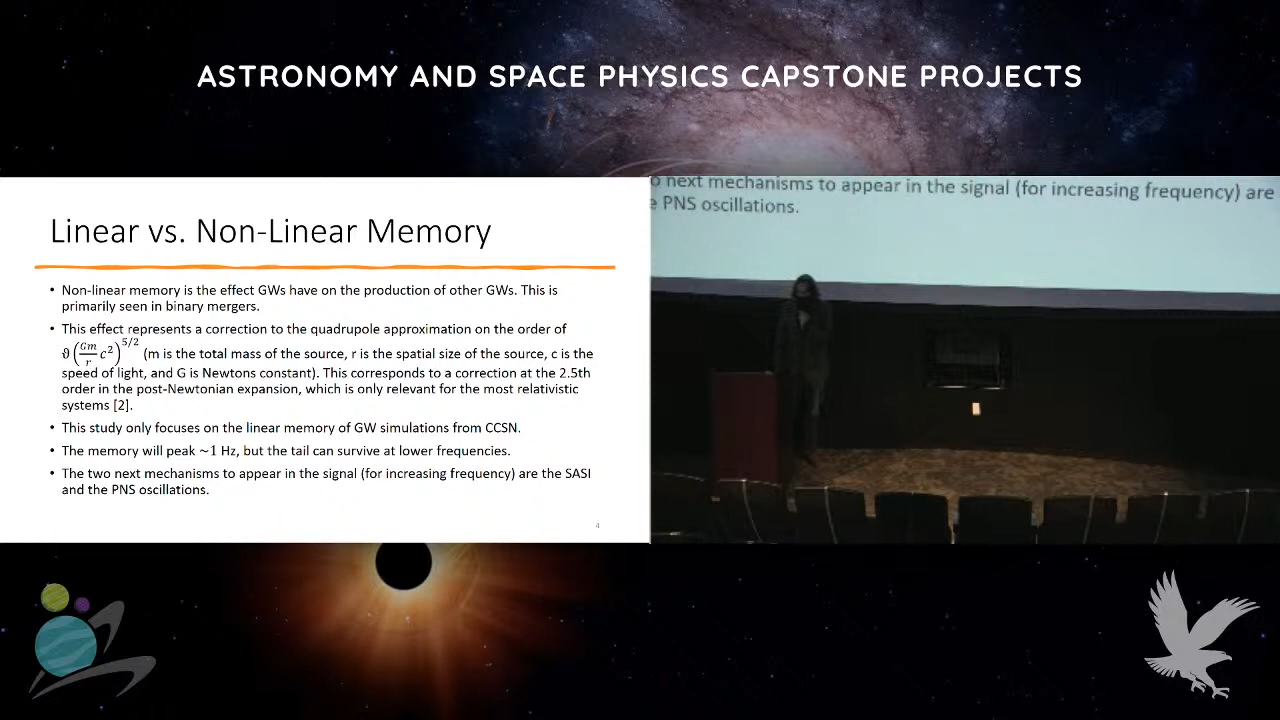 ASTRONOMY AND SPACE PHYSICS CAPSTONE PROJECTS
Linear vs. Non-Linear Memory
• Non-linear memory is the effect GWs have on the production of other GWs. This is
primarily seen in binary mergers.
• This effect represents a correction to the quadrupole approximation on the order of
ϑ(Gm/r c²)^5/2 (m is the total mass of the source, r is the spatial size of the source, c is the
speed of light, and G is Newtons constant). This corresponds to a correction at the 2.5th
order in the post-Newtonian expansion, which is only relevant for the most relativistic
systems [2].
• This study only focuses on the linear memory of GW simulations from CCSN.
• The memory will peak ~1 Hz, but the tail can survive at lower frequencies.
• The two next mechanisms to appear in the signal (for increasing frequency) are the SASI
and the PNS oscillations.
4
o next mechanisms to appear in the signal (for increasing frequency) are
e PNS oscillations.